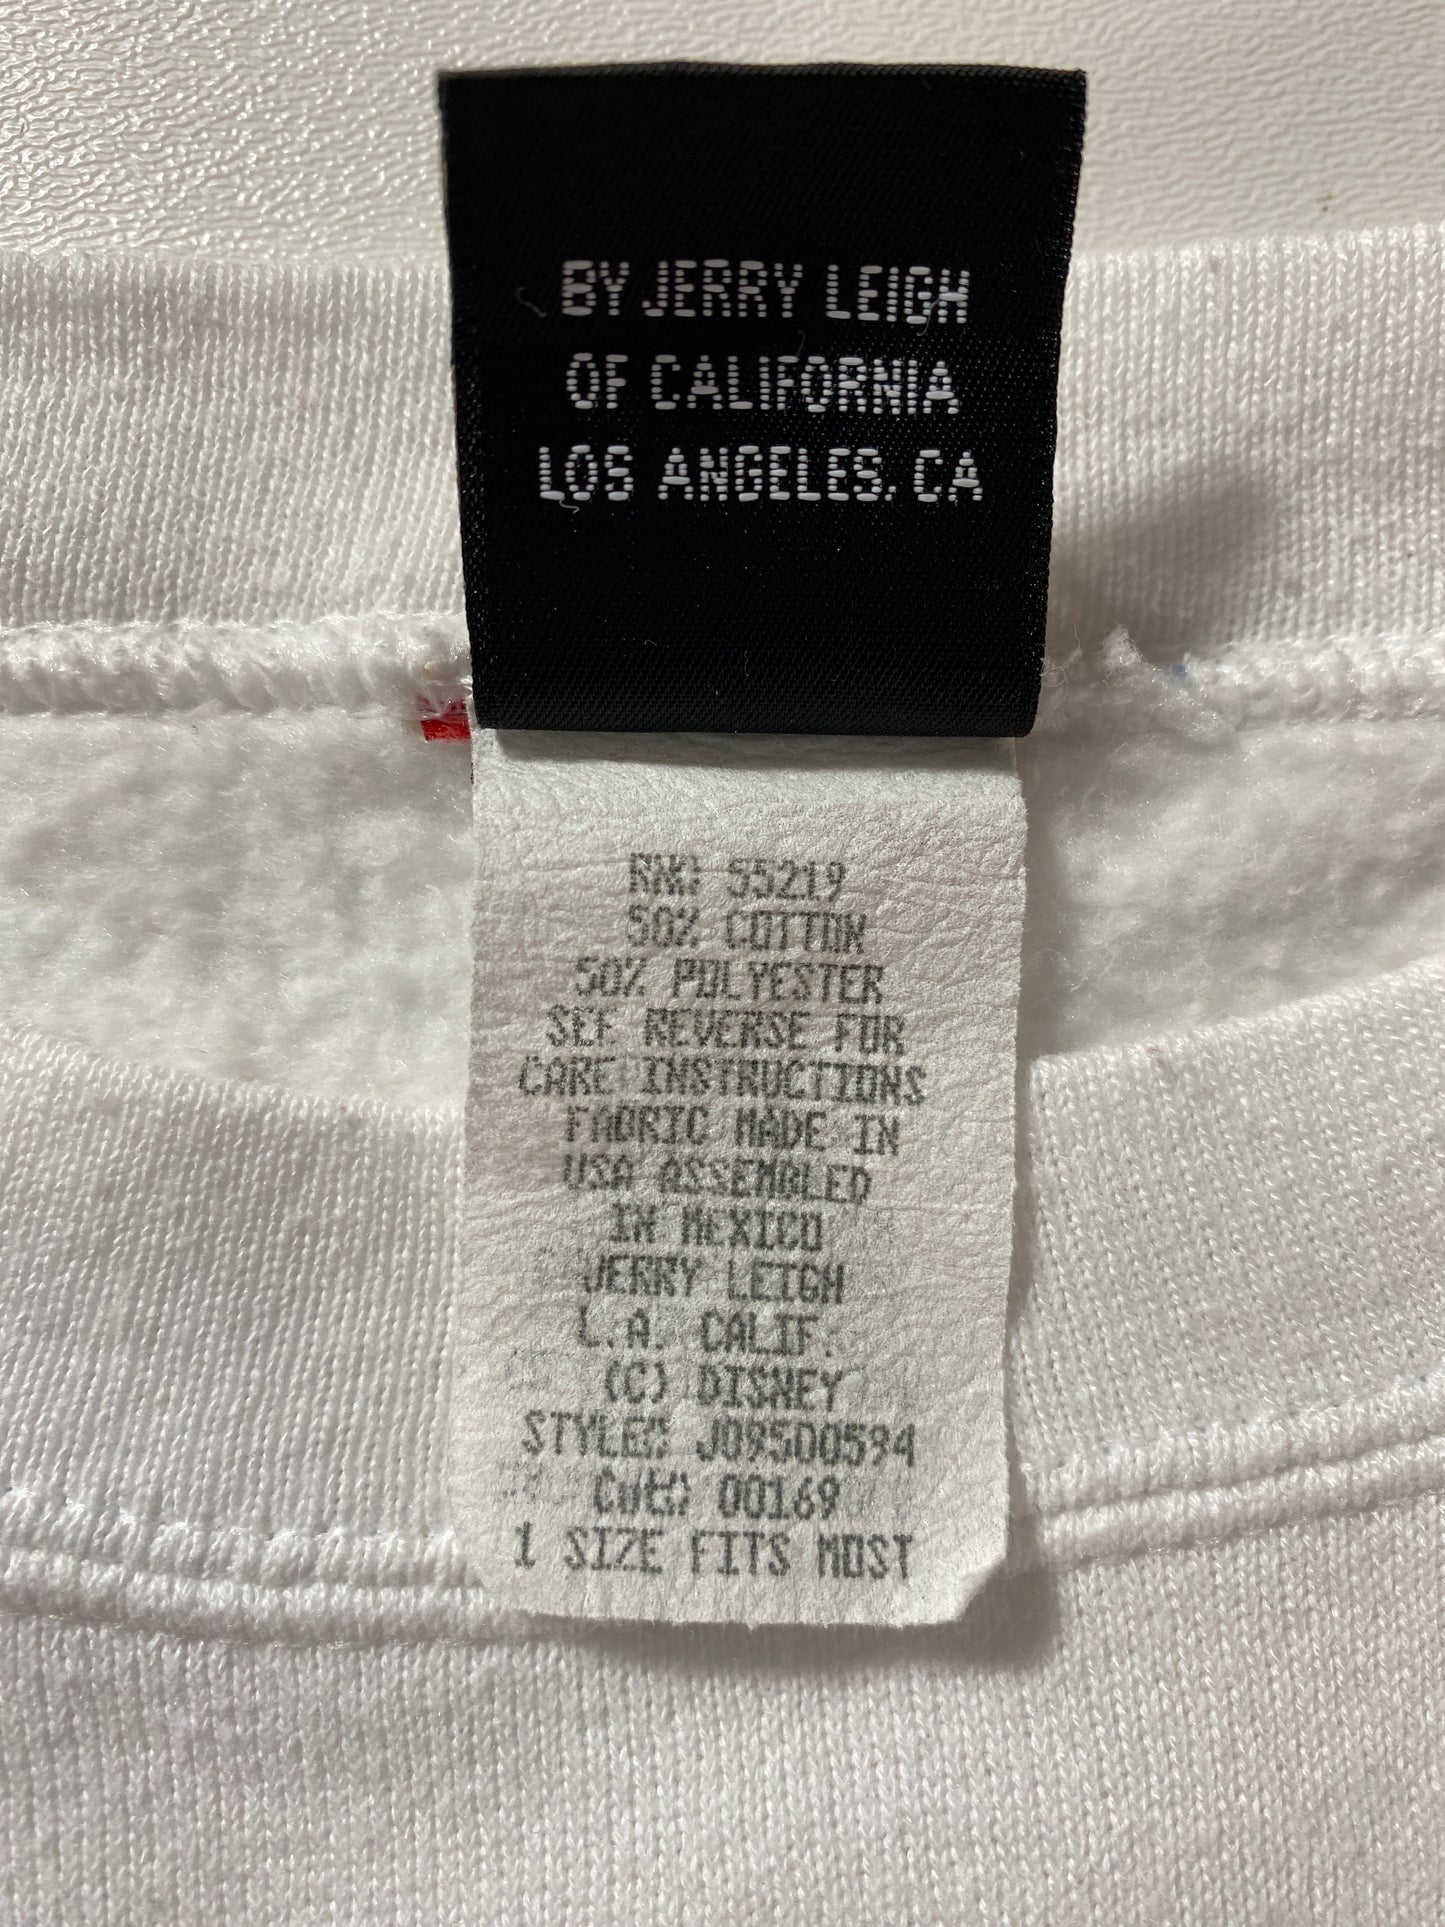 BY JERRY LEIGH
OF CALIFORNIA
LOS ANGELES, CA
RN# 55219
50% COTTON
50% POLYESTER
SEE REVERSE FOR
CARE INSTRUCTIONS
FABRIC MADE IN
USA ASSEMBLED
IN MEXICO
JERRY LEIGH
L.A. CALIF.
(C) DISNEY
STYLE# J09500594
Cut# 00169
1 SIZE FITS MOST